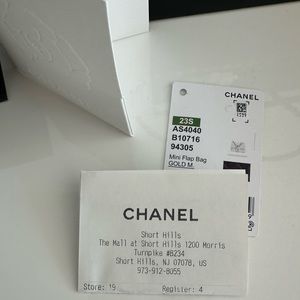 CHANEL
23S
AS4040
B10716
94305
Mini Flap Bag
GOLD M
CHANEL
Short Hills
The Mall at Short Hills 1200 Morris
Turnpike #B234
Short Hills, NJ 07078, US
973-912-8055
Store: 19
Register: 4